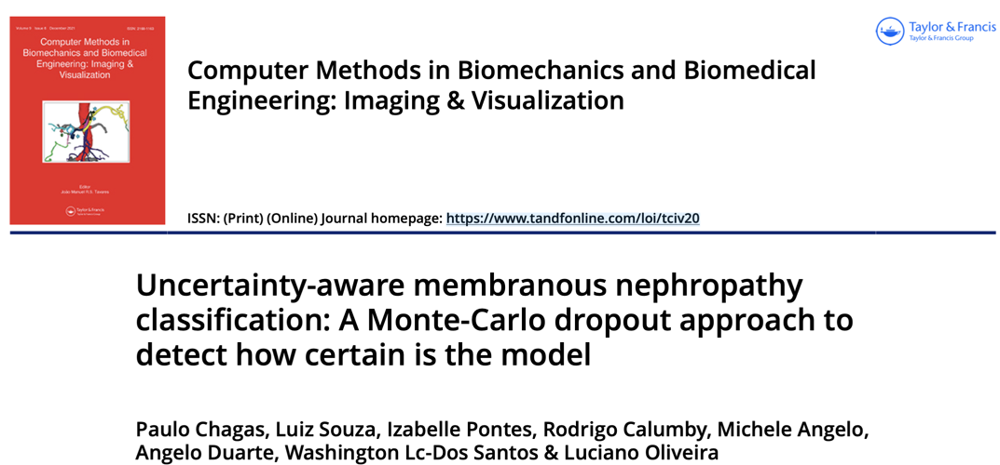 Volume 9 Issue 6 December 2021
Computer Methods in
Biomechanics and Biomedical
Engineering: Imaging &
Visualization
Editor
João Manuel R.S. Tavares
Taylor & Francis
Taylor & Francis
Taylor & Francis Group
Computer Methods in Biomechanics and Biomedical
Engineering: Imaging & Visualization
ISSN: (Print) (Online) Journal homepage: https://www.tandfonline.com/loi/tciv20
Uncertainty-aware membranous nephropathy
classification: A Monte-Carlo dropout approach to
detect how certain is the model
Paulo Chagas, Luiz Souza, Izabelle Pontes, Rodrigo Calumby, Michele Angelo,
Angelo Duarte, Washington Lc-Dos Santos & Luciano Oliveira